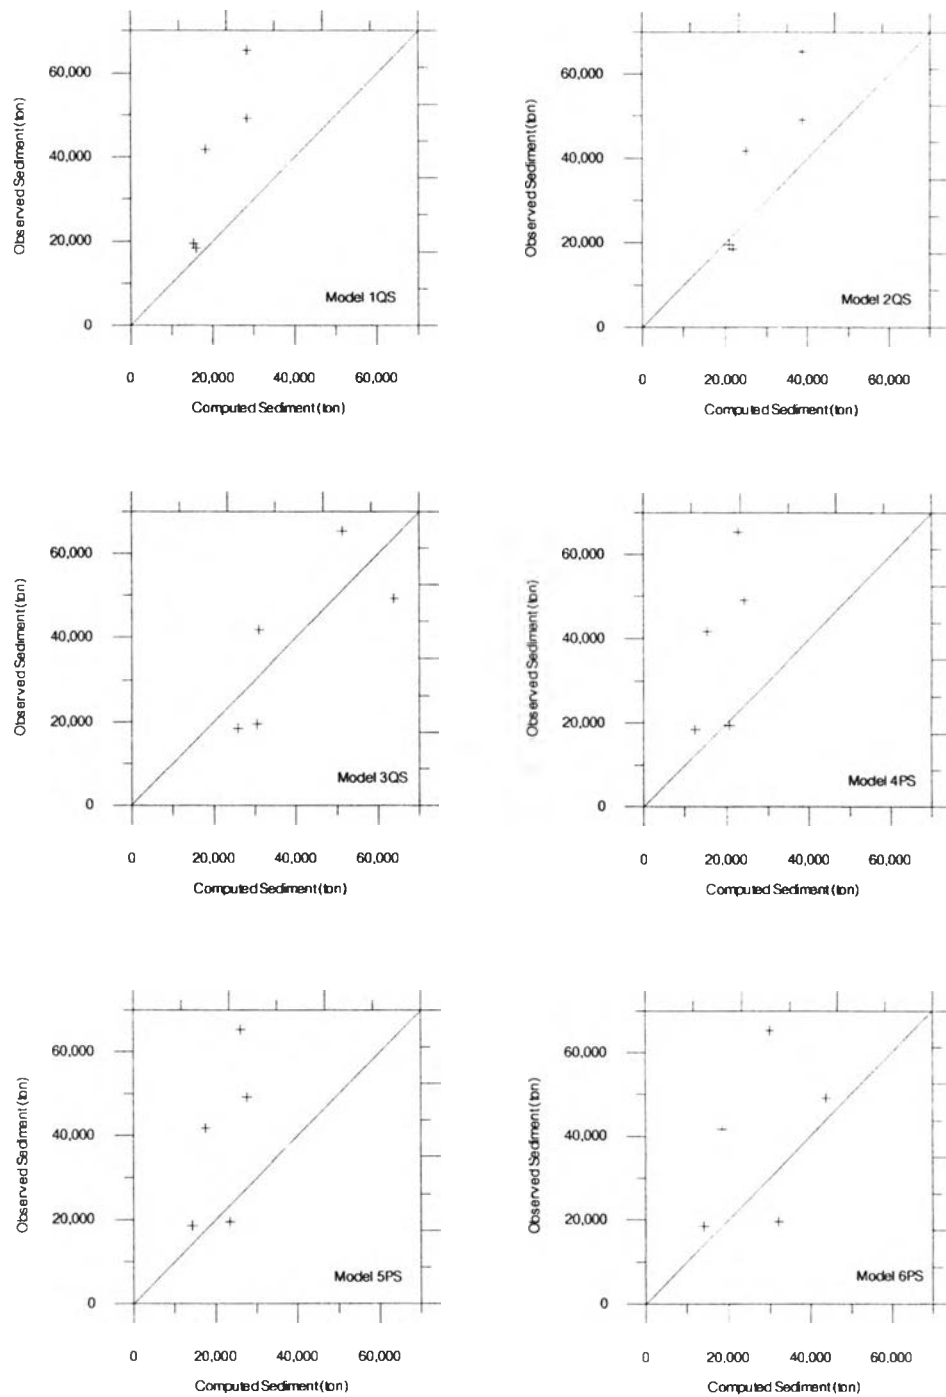 60,000
40,000
20,000
0
Observed Sediment (ton)
Model 1QS
0 20,000 40,000 60,000
Computed Sediment (ton)
60,000
40,000
20,000
0
Observed Sediment (ton)
Model 2QS
0 20,000 40,000 60,000
Computed Sediment (ton)
60,000
40,000
20,000
0
Observed Sediment (ton)
Model 3QS
0 20,000 40,000 60,000
Computed Sediment (ton)
60,000
40,000
20,000
0
Observed Sediment (ton)
Model 4PS
0 20,000 40,000 60,000
Computed Sediment (ton)
60,000
40,000
20,000
0
Observed Sediment (ton)
Model 5PS
0 20,000 40,000 60,000
Computed Sediment (ton)
60,000
40,000
20,000
0
Observed Sediment (ton)
Model 6PS
0 20,000 40,000 60,000
Computed Sediment (ton)